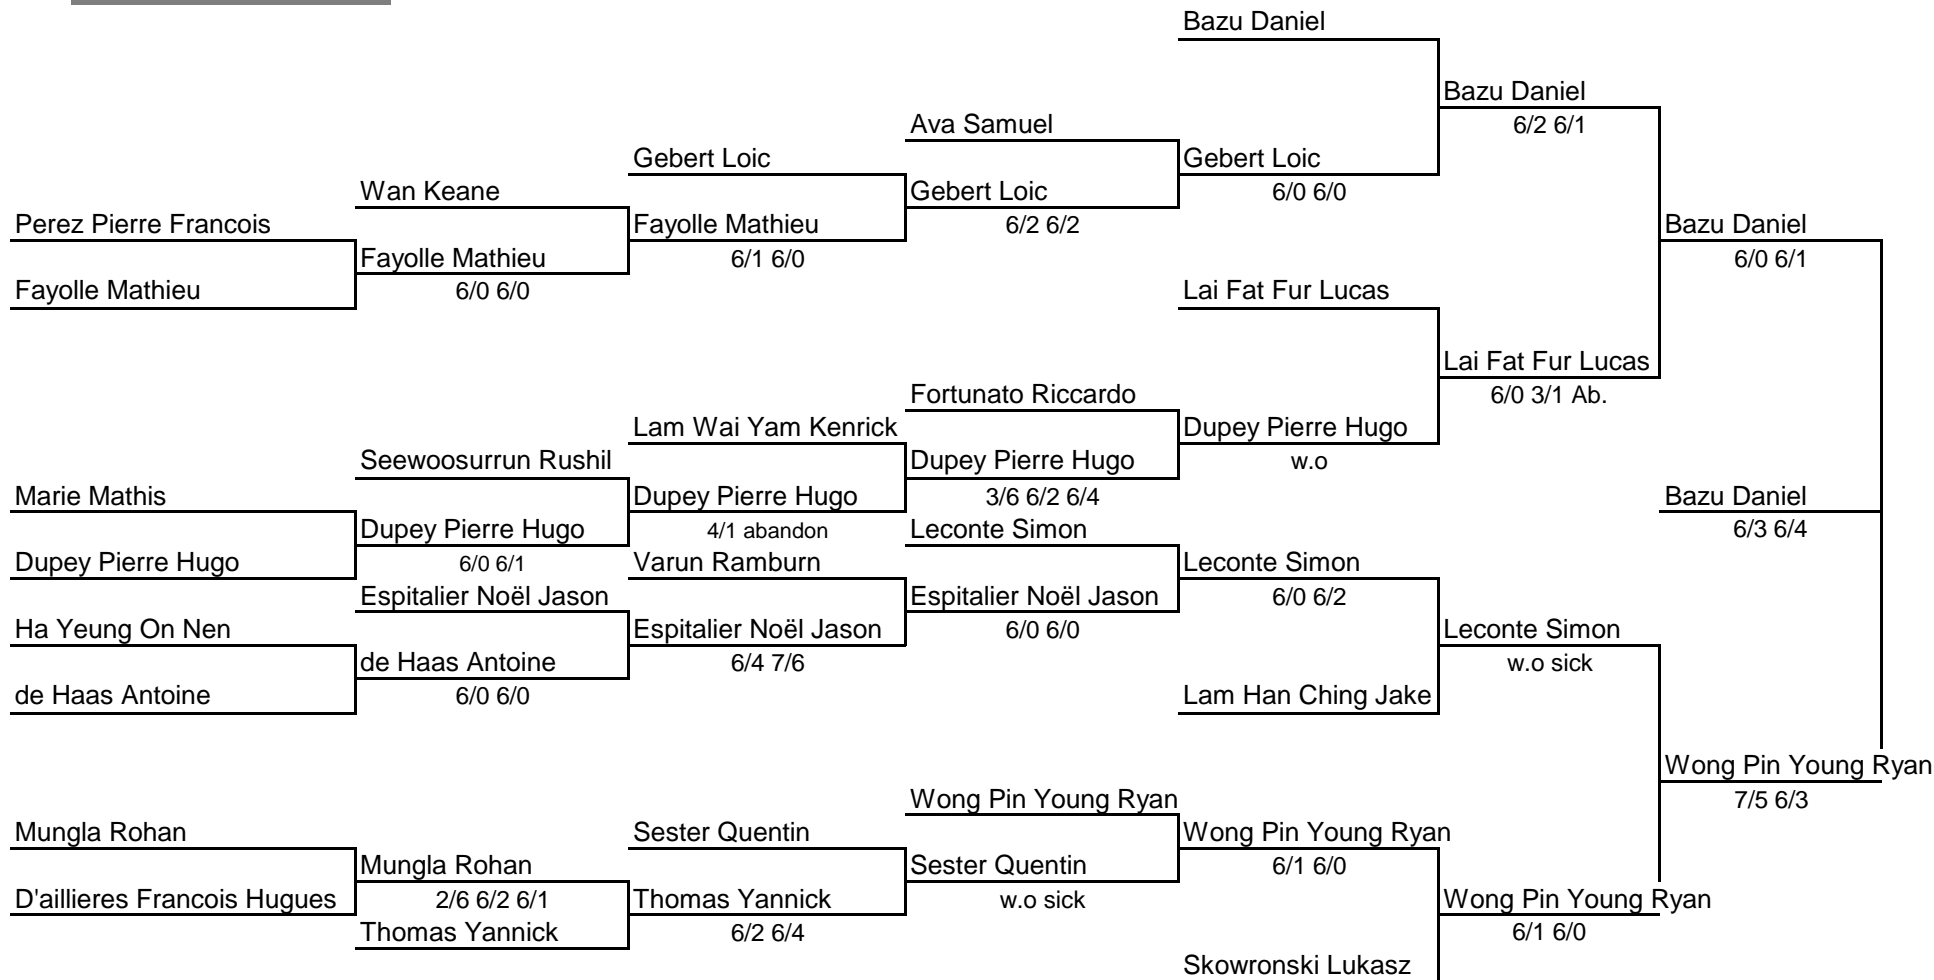 Bazu Daniel
Bazu Daniel
6/2 6/1
Ava Samuel
Gebert Loic
Gebert Loic
6/0 6/0
Wan Keane
Gebert Loic
6/2 6/2
Perez Pierre Francois
Fayolle Mathieu
6/1 6/0
Bazu Daniel
6/0 6/1
Fayolle Mathieu
6/0 6/0
Fayolle Mathieu
Lai Fat Fur Lucas
Lai Fat Fur Lucas
6/0 3/1 Ab.
Fortunato Riccardo
Lam Wai Yam Kenrick
Dupey Pierre Hugo
w.o
Seewoosurrun Rushil
Dupey Pierre Hugo
3/6 6/2 6/4
Marie Mathis
Dupey Pierre Hugo
4/1 abandon
Bazu Daniel
6/3 6/4
Dupey Pierre Hugo
6/0 6/1
Leconte Simon
Dupey Pierre Hugo
Varun Ramburn
Leconte Simon
6/0 6/2
Espitalier Noël Jason
Espitalier Noël Jason
6/0 6/0
Ha Yeung On Nen
Espitalier Noël Jason
6/4 7/6
Leconte Simon
w.o sick
de Haas Antoine
6/0 6/0
de Haas Antoine
Lam Han Ching Jake
Wong Pin Young Ryan
7/5 6/3
Wong Pin Young Ryan
Mungla Rohan
Sester Quentin
Wong Pin Young Ryan
6/1 6/0
Mungla Rohan
2/6 6/2 6/1
Sester Quentin
w.o sick
D'aillieres Francois Hugues
Thomas Yannick
6/2 6/4
Wong Pin Young Ryan
6/1 6/0
Thomas Yannick
Skowronski Lukasz